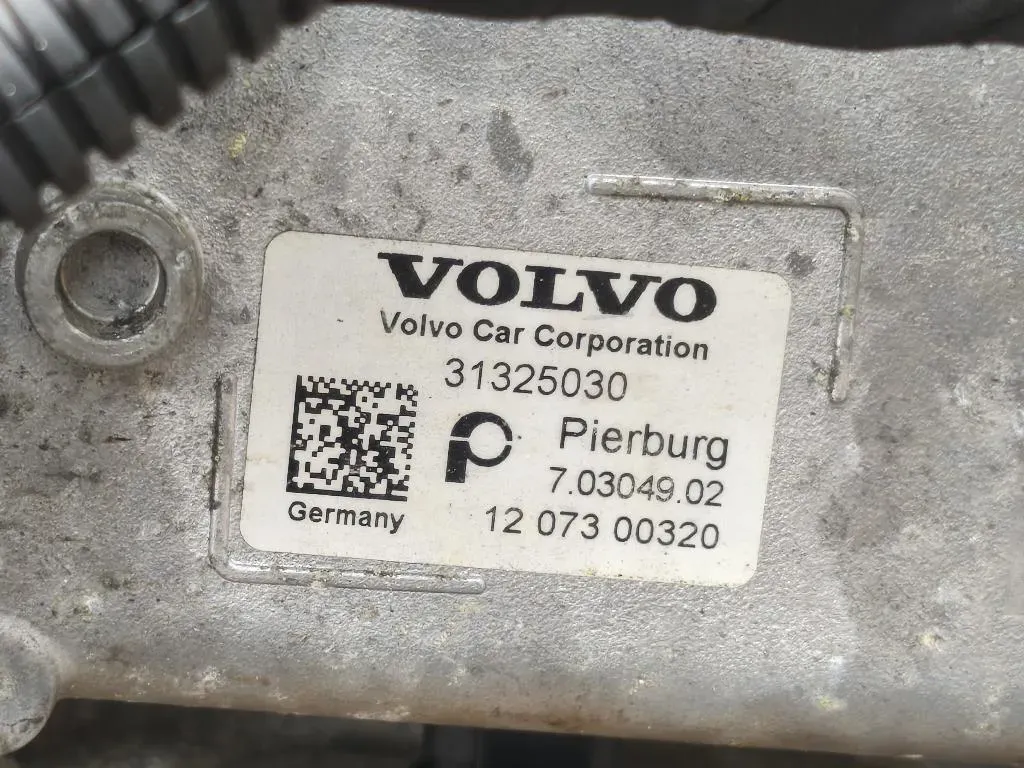 VOLVO
Volvo Car Corporation
31325030
Pierburg
7.03049.02
Germany
12 073 00320